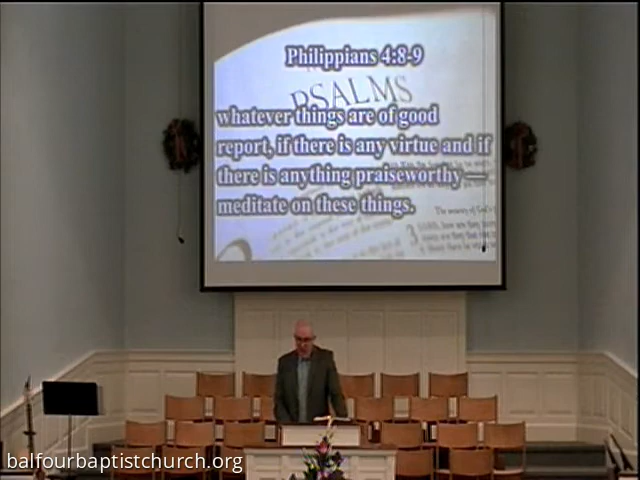 Philippians 4:8-9
PSALMS
whatever things are of good
report, if there is any virtue and if
there is anything praiseworthy —
meditate on these things.
balfourbaptistchurch.org